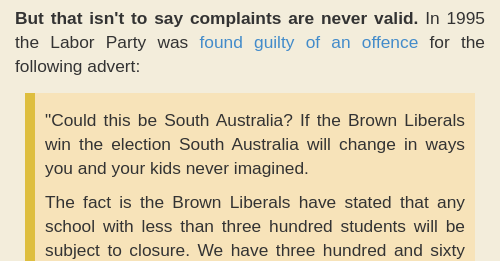 But that isn't to say complaints are never valid. In 1995
the Labor Party was found guilty of an offence for the
following advert:
"Could this be South Australia? If the Brown Liberals
win the election South Australia will change in ways
you and your kids never imagined.
The fact is the Brown Liberals have stated that any
school with less than three hundred students will be
subject to closure. We have three hundred and sixty